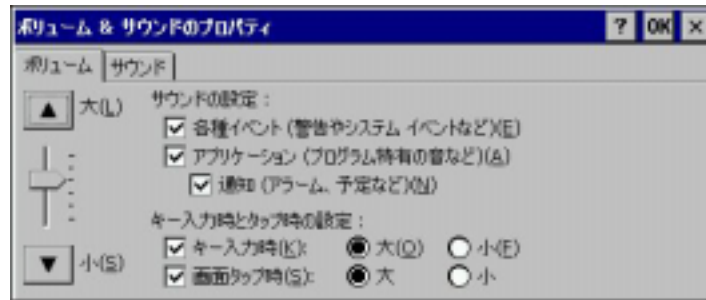 ボリューム & サウンドのプロパティ ? OK ×
ボリューム サウンド
▲ 大(L) サウンドの設定：
各種イベント (警告やシステム イベントなど)(E)
アプリケーション (プログラム特有の音など)(A)
通知 (アラーム、予定など)(N)
キー入力時とタップ時の設定：
キー入力時(K): 大(O) 小(F)
▼ 小(S) 画面タップ時(S): 大 小